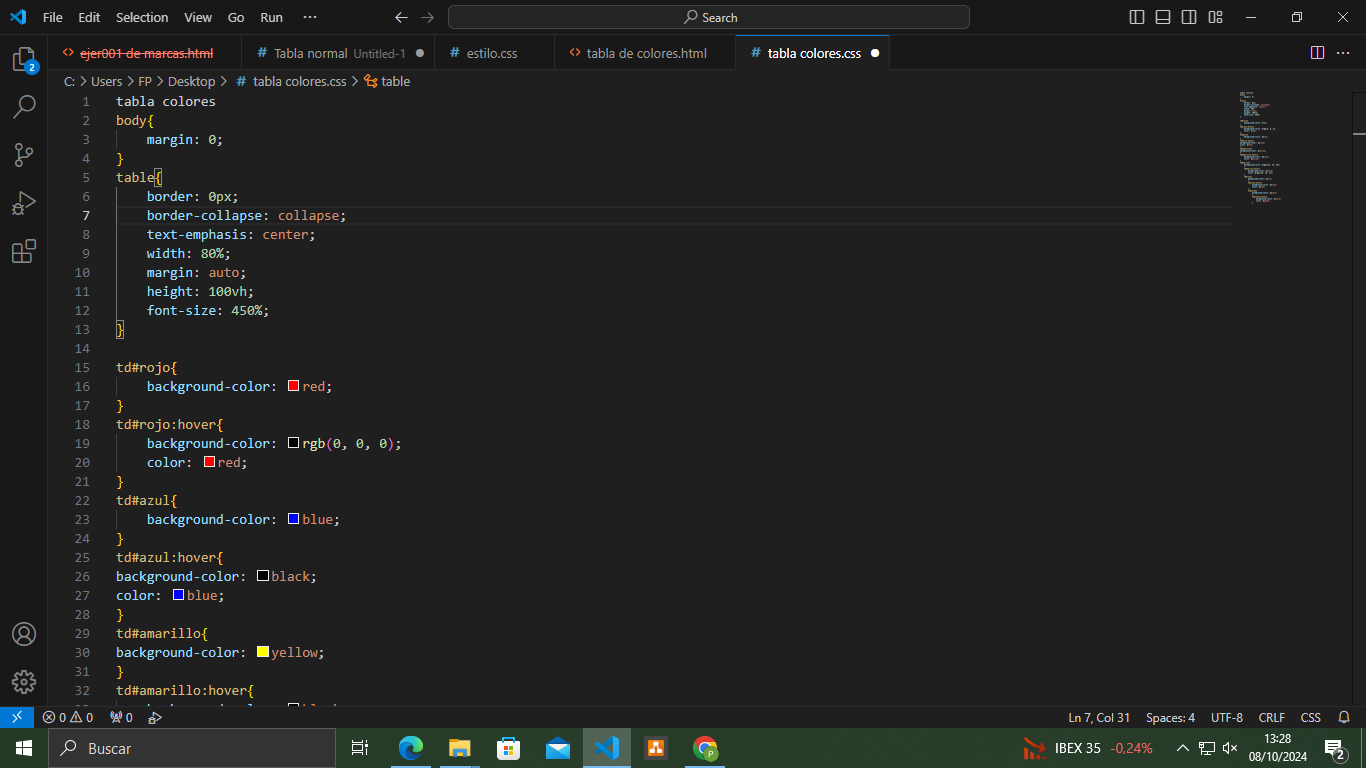 File Edit Selection View Go Run ··· Search
ejer001 de marcas.html # Tabla normal Untitled-1 # estilo.css tabla de colores.html # tabla colores.css
C: > Users > FP > Desktop > # tabla colores.css > table
1 tabla colores
2 body{
3 margin: 0;
4 }
5 table{
6 border: 0px;
7 border-collapse: collapse;
8 text-emphasis: center;
9 width: 80%;
10 margin: auto;
11 height: 100vh;
12 font-size: 450%;
13 }
14
15 td#rojo{
16 background-color: red;
17 }
18 td#rojo:hover{
19 background-color: rgb(0, 0, 0);
20 color: red;
21 }
22 td#azul{
23 background-color: blue;
24 }
25 td#azul:hover{
26 background-color: black;
27 color: blue;
28 }
29 td#amarillo{
30 background-color: yellow;
31 }
32 td#amarillo:hover{
2
0 0 0 Ln 7, Col 31 Spaces: 4 UTF-8 CRLF CSS
Buscar P IBEX 35 -0,24% 13:28
08/10/2024 2